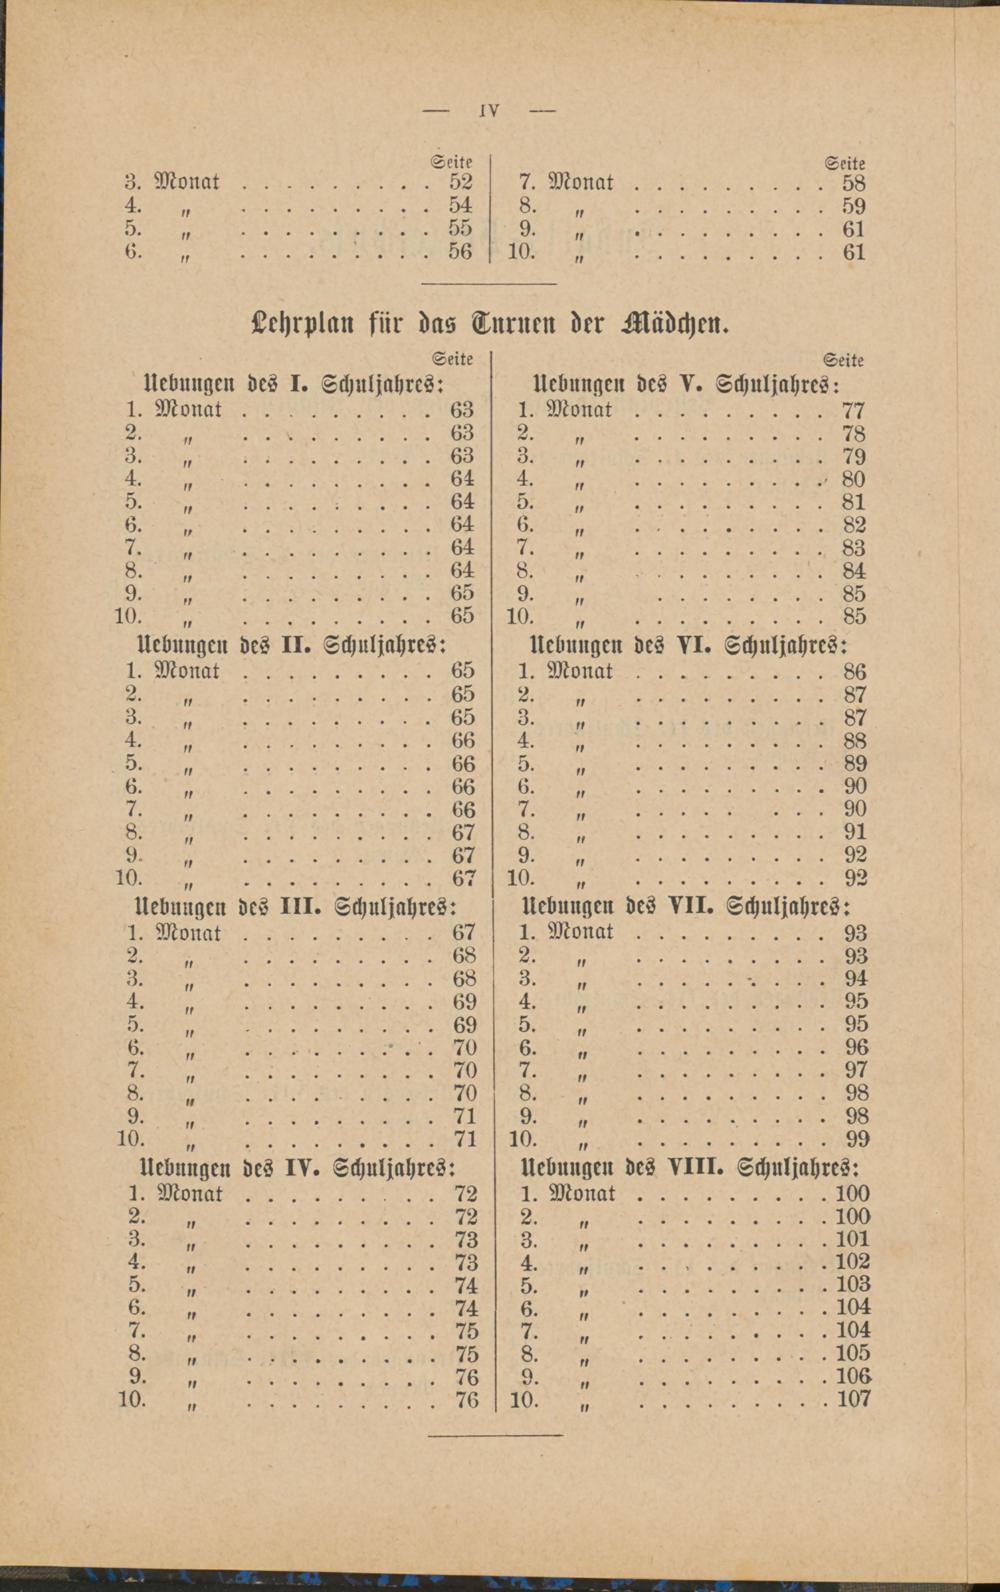 — IV —
Seite
3. Monat . . . . . . . . . 52
4. „ . . . . . . . . . 54
5. „ . . . . . . . . . 55
6. „ . . . . . . . . . 56
Seite
7. Monat . . . . . . . . . 58
8. „ . . . . . . . . . 59
9. „ . . . . . . . . . 61
10. „ . . . . . . . . . 61
Lehrplan für das Turnen der Mädchen.
Seite
Uebungen des I. Schuljahres:
1. Monat . . . . . . . . . 63
2. „ . . . . . . . . . 63
3. „ . . . . . . . . . 63
4. „ . . . . . . . . . 64
5. „ . . . . . . . . . 64
6. „ . . . . . . . . . 64
7. „ . . . . . . . . . 64
8. „ . . . . . . . . . 64
9. „ . . . . . . . . . 65
10. „ . . . . . . . . . 65
Uebungen des II. Schuljahres:
1. Monat . . . . . . . . . 65
2. „ . . . . . . . . . 65
3. „ . . . . . . . . . 65
4. „ . . . . . . . . . 66
5. „ . . . . . . . . . 66
6. „ . . . . . . . . . 66
7. „ . . . . . . . . . 66
8. „ . . . . . . . . . 67
9. „ . . . . . . . . . 67
10. „ . . . . . . . . . 67
Uebungen des III. Schuljahres:
1. Monat . . . . . . . . . 67
2. „ . . . . . . . . . 68
3. „ . . . . . . . . . 68
4. „ . . . . . . . . . 69
5. „ . . . . . . . . . 69
6. „ . . . . . . . . . 70
7. „ . . . . . . . . . 70
8. „ . . . . . . . . . 70
9. „ . . . . . . . . . 71
10. „ . . . . . . . . . 71
Uebungen des IV. Schuljahres:
1. Monat . . . . . . . . . 72
2. „ . . . . . . . . . 72
3. „ . . . . . . . . . 73
4. „ . . . . . . . . . 73
5. „ . . . . . . . . . 74
6. „ . . . . . . . . . 74
7. „ . . . . . . . . . 75
8. „ . . . . . . . . . 75
9. „ . . . . . . . . . 76
10. „ . . . . . . . . . 76
Seite
Uebungen des V. Schuljahres:
1. Monat . . . . . . . . . 77
2. „ . . . . . . . . . 78
3. „ . . . . . . . . . 79
4. „ . . . . . . . . . 80
5. „ . . . . . . . . . 81
6. „ . . . . . . . . . 82
7. „ . . . . . . . . . 83
8. „ . . . . . . . . . 84
9. „ . . . . . . . . . 85
10. „ . . . . . . . . . 85
Uebungen des VI. Schuljahres:
1. Monat . . . . . . . . . 86
2. „ . . . . . . . . . 87
3. „ . . . . . . . . . 87
4. „ . . . . . . . . . 88
5. „ . . . . . . . . . 89
6. „ . . . . . . . . . 90
7. „ . . . . . . . . 90
8. „ . . . . . . . . . 91
9. „ . . . . . . . . . 92
10. „ . . . . . . . . . 92
Uebungen des VII. Schuljahres:
1. Monat . . . . . . . . . 93
2. „ . . . . . . . . . 93
3. „ . . . . . . . . . 94
4. „ . . . . . . . . . 95
5. „ . . . . . . . . . 95
6. „ . . . . . . . . . 96
7. „ . . . . . . . . . 97
8. „ . . . . . . . . . 98
9. „ . . . . . . . . . 98
10. „ . . . . . . . . . 99
Uebungen des VIII. Schuljahres:
1. Monat . . . . . . . . . 100
2. „ . . . . . . . . . 100
3. „ . . . . . . . . . 101
4. „ . . . . . . . . . 102
5. „ . . . . . . . . . 103
6. „ . . . . . . . . . 104
7. „ . . . . . . . . . 104
8. „ . . . . . . . . . 105
9. „ . . . . . . . . . 106
10. „ . . . . . . . . . 107